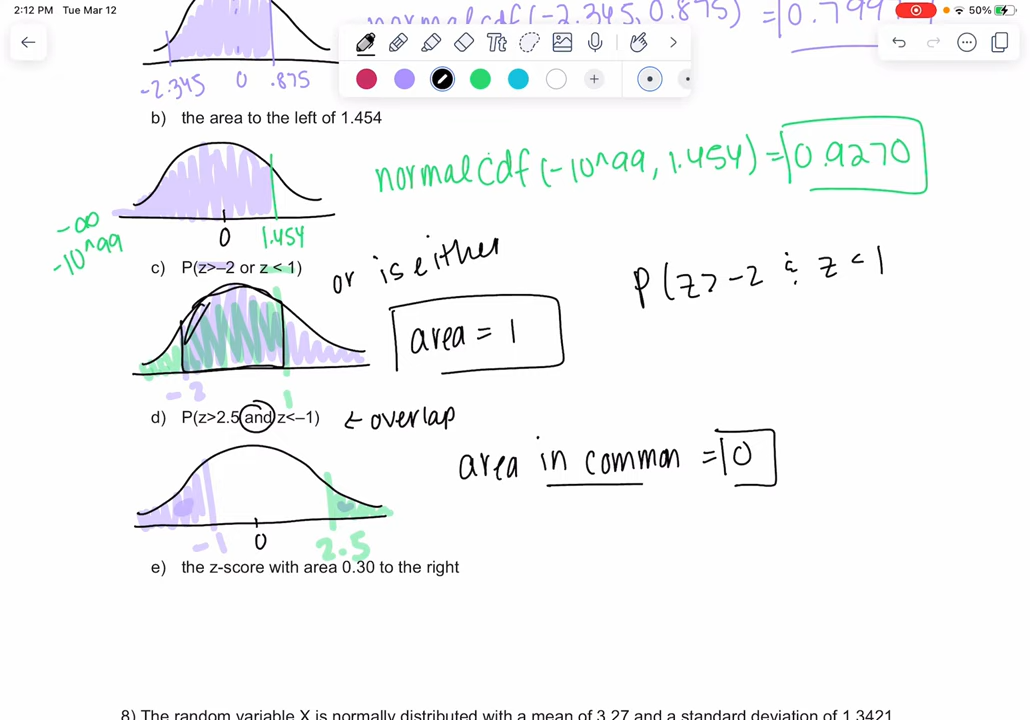 2:12 PM Tue Mar 12
50%
normalcdf(-2.345, 0.875) = 0.799
Tt
-2.345 0 .875
b) the area to the left of 1.454
normalcdf(-10^99, 1.454) = 0.9270
-∞
-10^99
0 1.454
c) P(z>–2 or z < 1)
or is either
P(z>-2 & z < 1
area = 1
-2
1
d) P(z>2.5 and z<–1)
← overlap
area in common = 0
-1 0 2.5
e) the z-score with area 0.30 to the right
8) The random variable X is normally distributed with a mean of 3.27 and a standard deviation of 1.3421